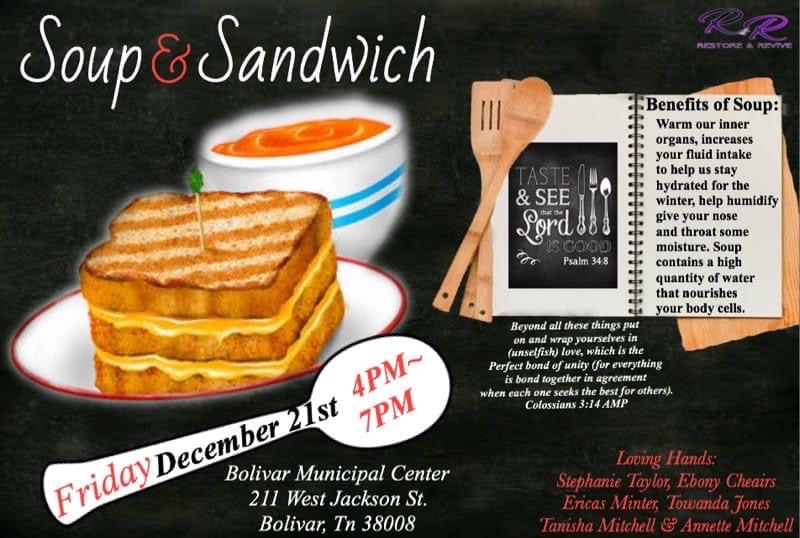 Soup & Sandwich
R&R
RESTORE & REVIVE
Benefits of Soup:
Warm our inner
organs, increases
your fluid intake
to help us stay
hydrated for the
winter, help humidify
give your nose
and throat some
moisture. Soup
contains a high
quantity of water
that nourishes
your body cells.
TASTE
& SEE
that the
Lord
IS GOOD
Psalm 34:8
Beyond all these things put
on and wrap yourselves in
(unselfish) love, which is the
Perfect bond of unity (for everything
is bond together in agreement
when each one seeks the best for others).
Colossians 3:14 AMP
Friday December 21st
4PM~
7PM
Bolivar Municipal Center
211 West Jackson St.
Bolivar, Tn 38008
Loving Hands:
Stephanie Taylor, Ebony Cheairs
Ericas Minter, Towanda Jones
Tanisha Mitchell & Annette Mitchell